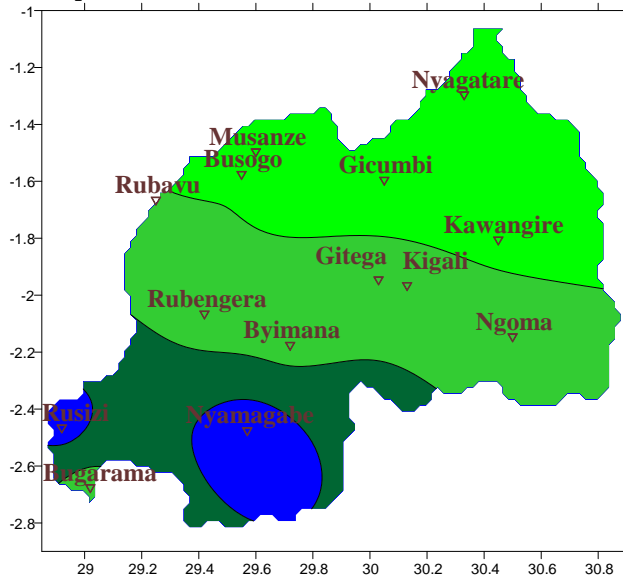 -1
-1.2
-1.4
-1.6
-1.8
-2
-2.2
-2.4
-2.6
-2.8
Nyagatare
Musanze
Busogo
Gicumbi
Rubavu
Kawangire
Gitega
Kigali
Rubengera
Byimana
Ngoma
Rusizi
Nyamagabe
Bugarama
29 29.2 29.4 29.6 29.8 30 30.2 30.4 30.6 30.8